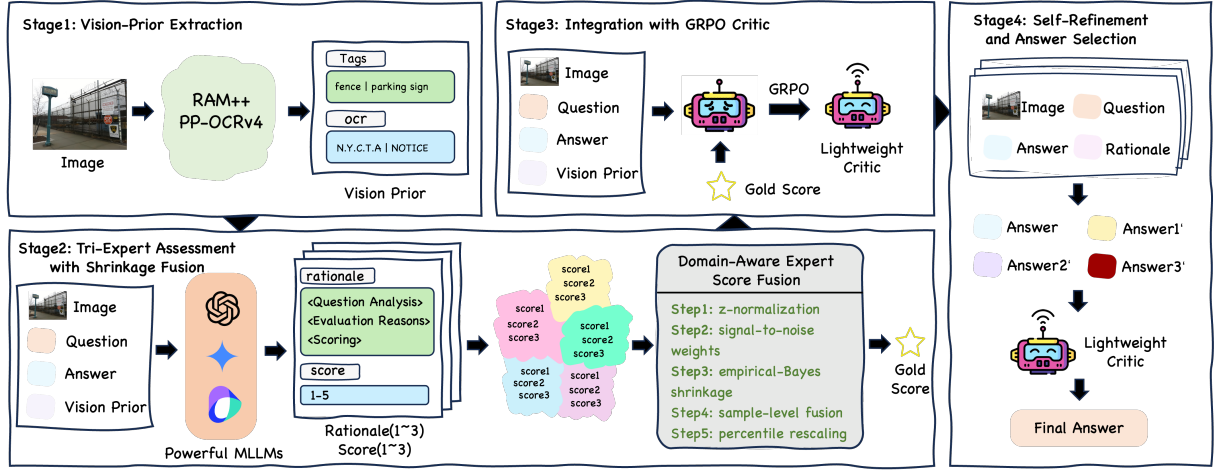 Stage1: Vision-Prior Extraction
Image
RAM++
PP-OCRv4
Tags
fence | parking sign
ocr
N.Y.C.T.A | NOTICE
Vision Prior
Stage2: Tri-Expert Assessment
with Shrinkage Fusion
Image
Question
Answer
Vision Prior
Powerful MLLMs
rationale
<Question Analysis>
<Evaluation Reasons>
<Scoring>
score
1-5
Rationale(1~3)
Score(1~3)
score1
score2
score3
score1
score2
score3
score1
score2
score3
score1
score2
score3
score1
score2
score3
Domain-Aware Expert
Score Fusion
Step1: z-normalization
Step2: signal-to-noise
weights
Step3: empirical-Bayes
shrinkage
Step4: sample-level fusion
Step5: percentile rescaling
Gold
Score
Stage3: Integration with GRPO Critic
Image
Question
Answer
Vision Prior
GRPO
Gold Score
Lightweight
Critic
Stage4: Self-Refinement
and Answer Selection
Image
Question
Answer
Rationale
Answer
Answer1'
Answer2'
Answer3'
Lightweight
Critic
Final Answer